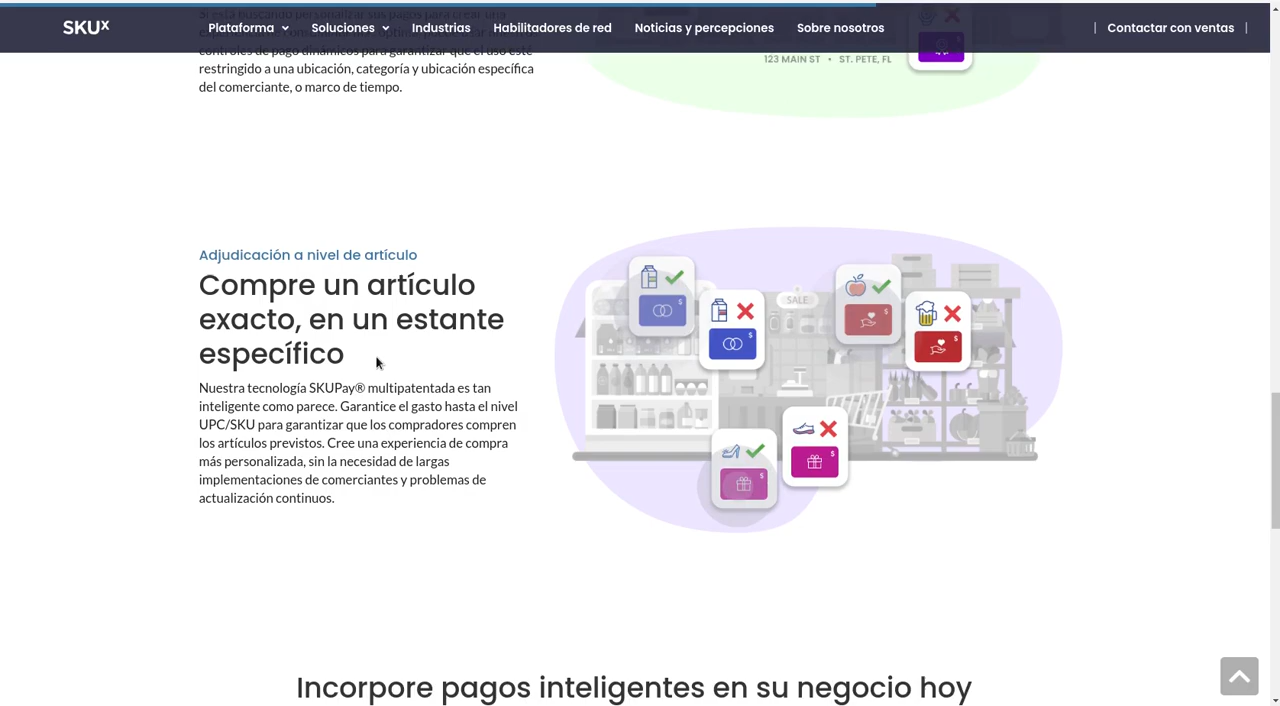 SKUx
Plataforma
Soluciones
Industrias
Habilitadores de red
Noticias y percepciones
Sobre nosotros
| Contactar con ventas |
controles de pago dinámicos para garantizar que el uso esté
restringido a una ubicación, categoría y ubicación específica
del comerciante, o marco de tiempo.
123 MAIN ST • ST. PETE, FL
Adjudicación a nivel de artículo
Compre un artículo
exacto, en un estante
específico
Nuestra tecnología SKUPay® multipatentada es tan
inteligente como parece. Garantice el gasto hasta el nivel
UPC/SKU para garantizar que los compradores compren
los artículos previstos. Cree una experiencia de compra
más personalizada, sin la necesidad de largas
implementaciones de comerciantes y problemas de
actualización continuos.
SALE
Incorpore pagos inteligentes en su negocio hoy